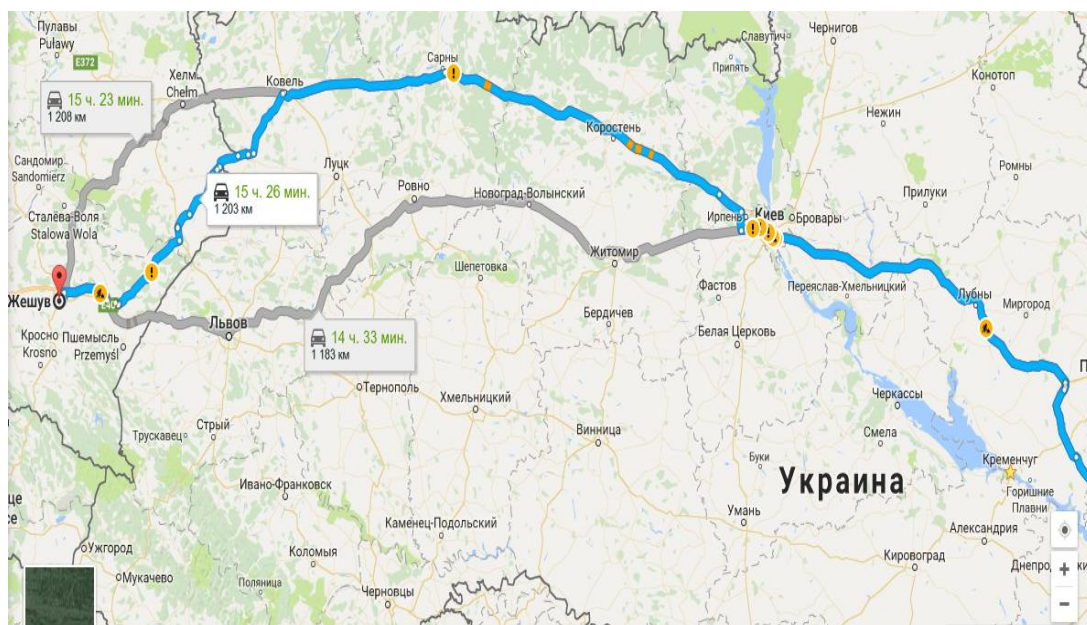 Пулавы
Puławy
E372
Хелм
Chełm
Ковель
Сарны
Славутич
Чернигов
Припять
Конотоп
15 ч. 23 мин.
1 208 км
Коростень
Нежин
Сандомир
Sandomierz
Луцк
Ромны
15 ч. 26 мин.
1 203 км
Ровно
Новоград-Волынский
Прилуки
Сталёва-Воля
Stalowa Wola
Ирпень
Киев
Бровары
Житомир
Шепетовка
Фастов
Переяслав-Хмельницкий
Лубны
Миргород
Жешув
Кросно
Krosno
Пшемысль
Przemyśl
Львов
14 ч. 33 мин.
1 183 км
Бердичев
Белая Церковь
П
Тернополь
Хмельницкий
Черкассы
Трускавец
Стрый
Винница
Смела
Буки
Кременчуг
Украина
Горишние
Плавни
Ивано-Франковск
Умань
Каменец-Подольский
Александрия
Ужгород
Коломыя
Кировоград
Мукачево
Поляница
Черновцы
+
−